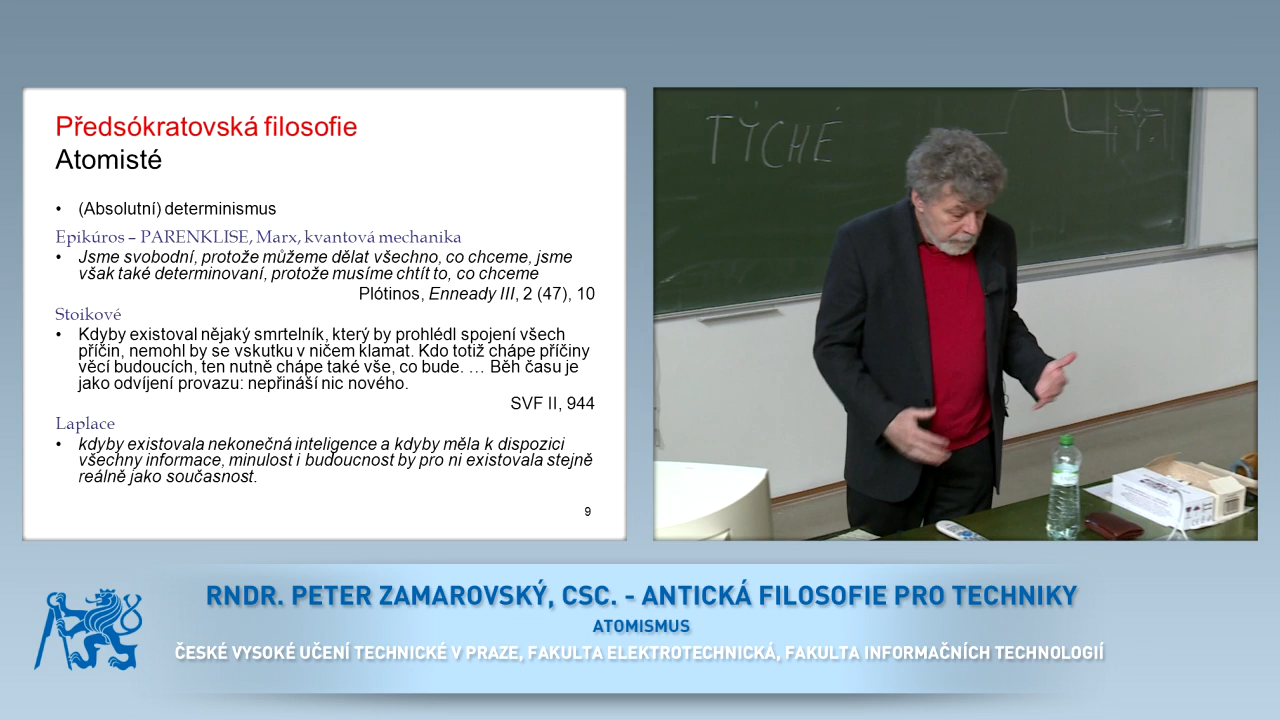 Předsókratovská filosofie
Atomisté
• (Absolutní) determinismus
Epikúros – PARENKLISE, Marx, kvantová mechanika
• Jsme svobodní, protože můžeme dělat všechno, co chceme, jsme
však také determinovaní, protože musíme chtít to, co chceme
Plótinos, Enneady III, 2 (47), 10
Stoikové
• Kdyby existoval nějaký smrtelník, který by prohlédl spojení všech
příčin, nemohl by se vskutku v ničem klamat. Kdo totiž chápe příčiny
věcí budoucích, ten nutně chápe také vše, co bude. … Běh času je
jako odvíjení provazu: nepřináší nic nového.
SVF II, 944
Laplace
• kdyby existovala nekonečná inteligence a kdyby měla k dispozici
všechny informace, minulost i budoucnost by pro ni existovala stejně
reálně jako současnost.
9
TÝCHÉ
RNDR. PETER ZAMAROVSKÝ, CSC. - ANTICKÁ FILOSOFIE PRO TECHNIKY
ATOMISMUS
ČESKÉ VYSOKÉ UČENÍ TECHNICKÉ V PRAZE, FAKULTA ELEKTROTECHNICKÁ, FAKULTA INFORMAČNÍCH TECHNOLOGIÍ